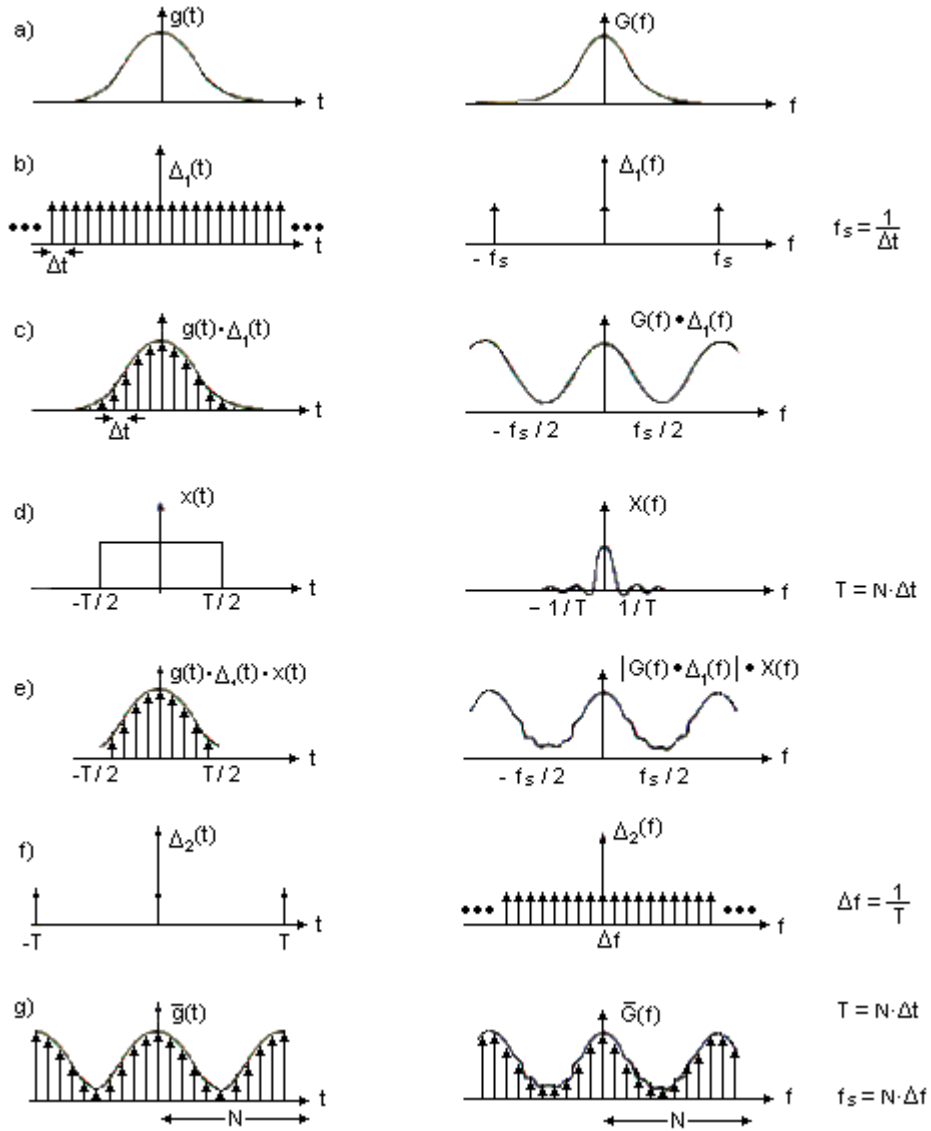 a) g(t) G(f)
t f
b) Δ₁(t) Δ₁(f)
••• ••• t f fₛ = 1/Δt
Δt - fₛ fₛ
c) g(t)·Δ₁(t) G(f)•Δ₁(f)
t f
Δt - fₛ/2 fₛ/2
d) x(t) X(f)
t f T = N·Δt
-T/2 T/2 - 1/T 1/T
e) g(t)·Δ₁(t)·x(t) |G(f)•Δ₁(f)|•X(f)
t f
-T/2 T/2 - fₛ/2 fₛ/2
f) Δ₂(t) Δ₂(f)
••• ••• Δf = 1/T
t f
-T T Δf
g) g̅(t) G̅(f) T = N·Δt
t f fₛ = N·Δf
N N